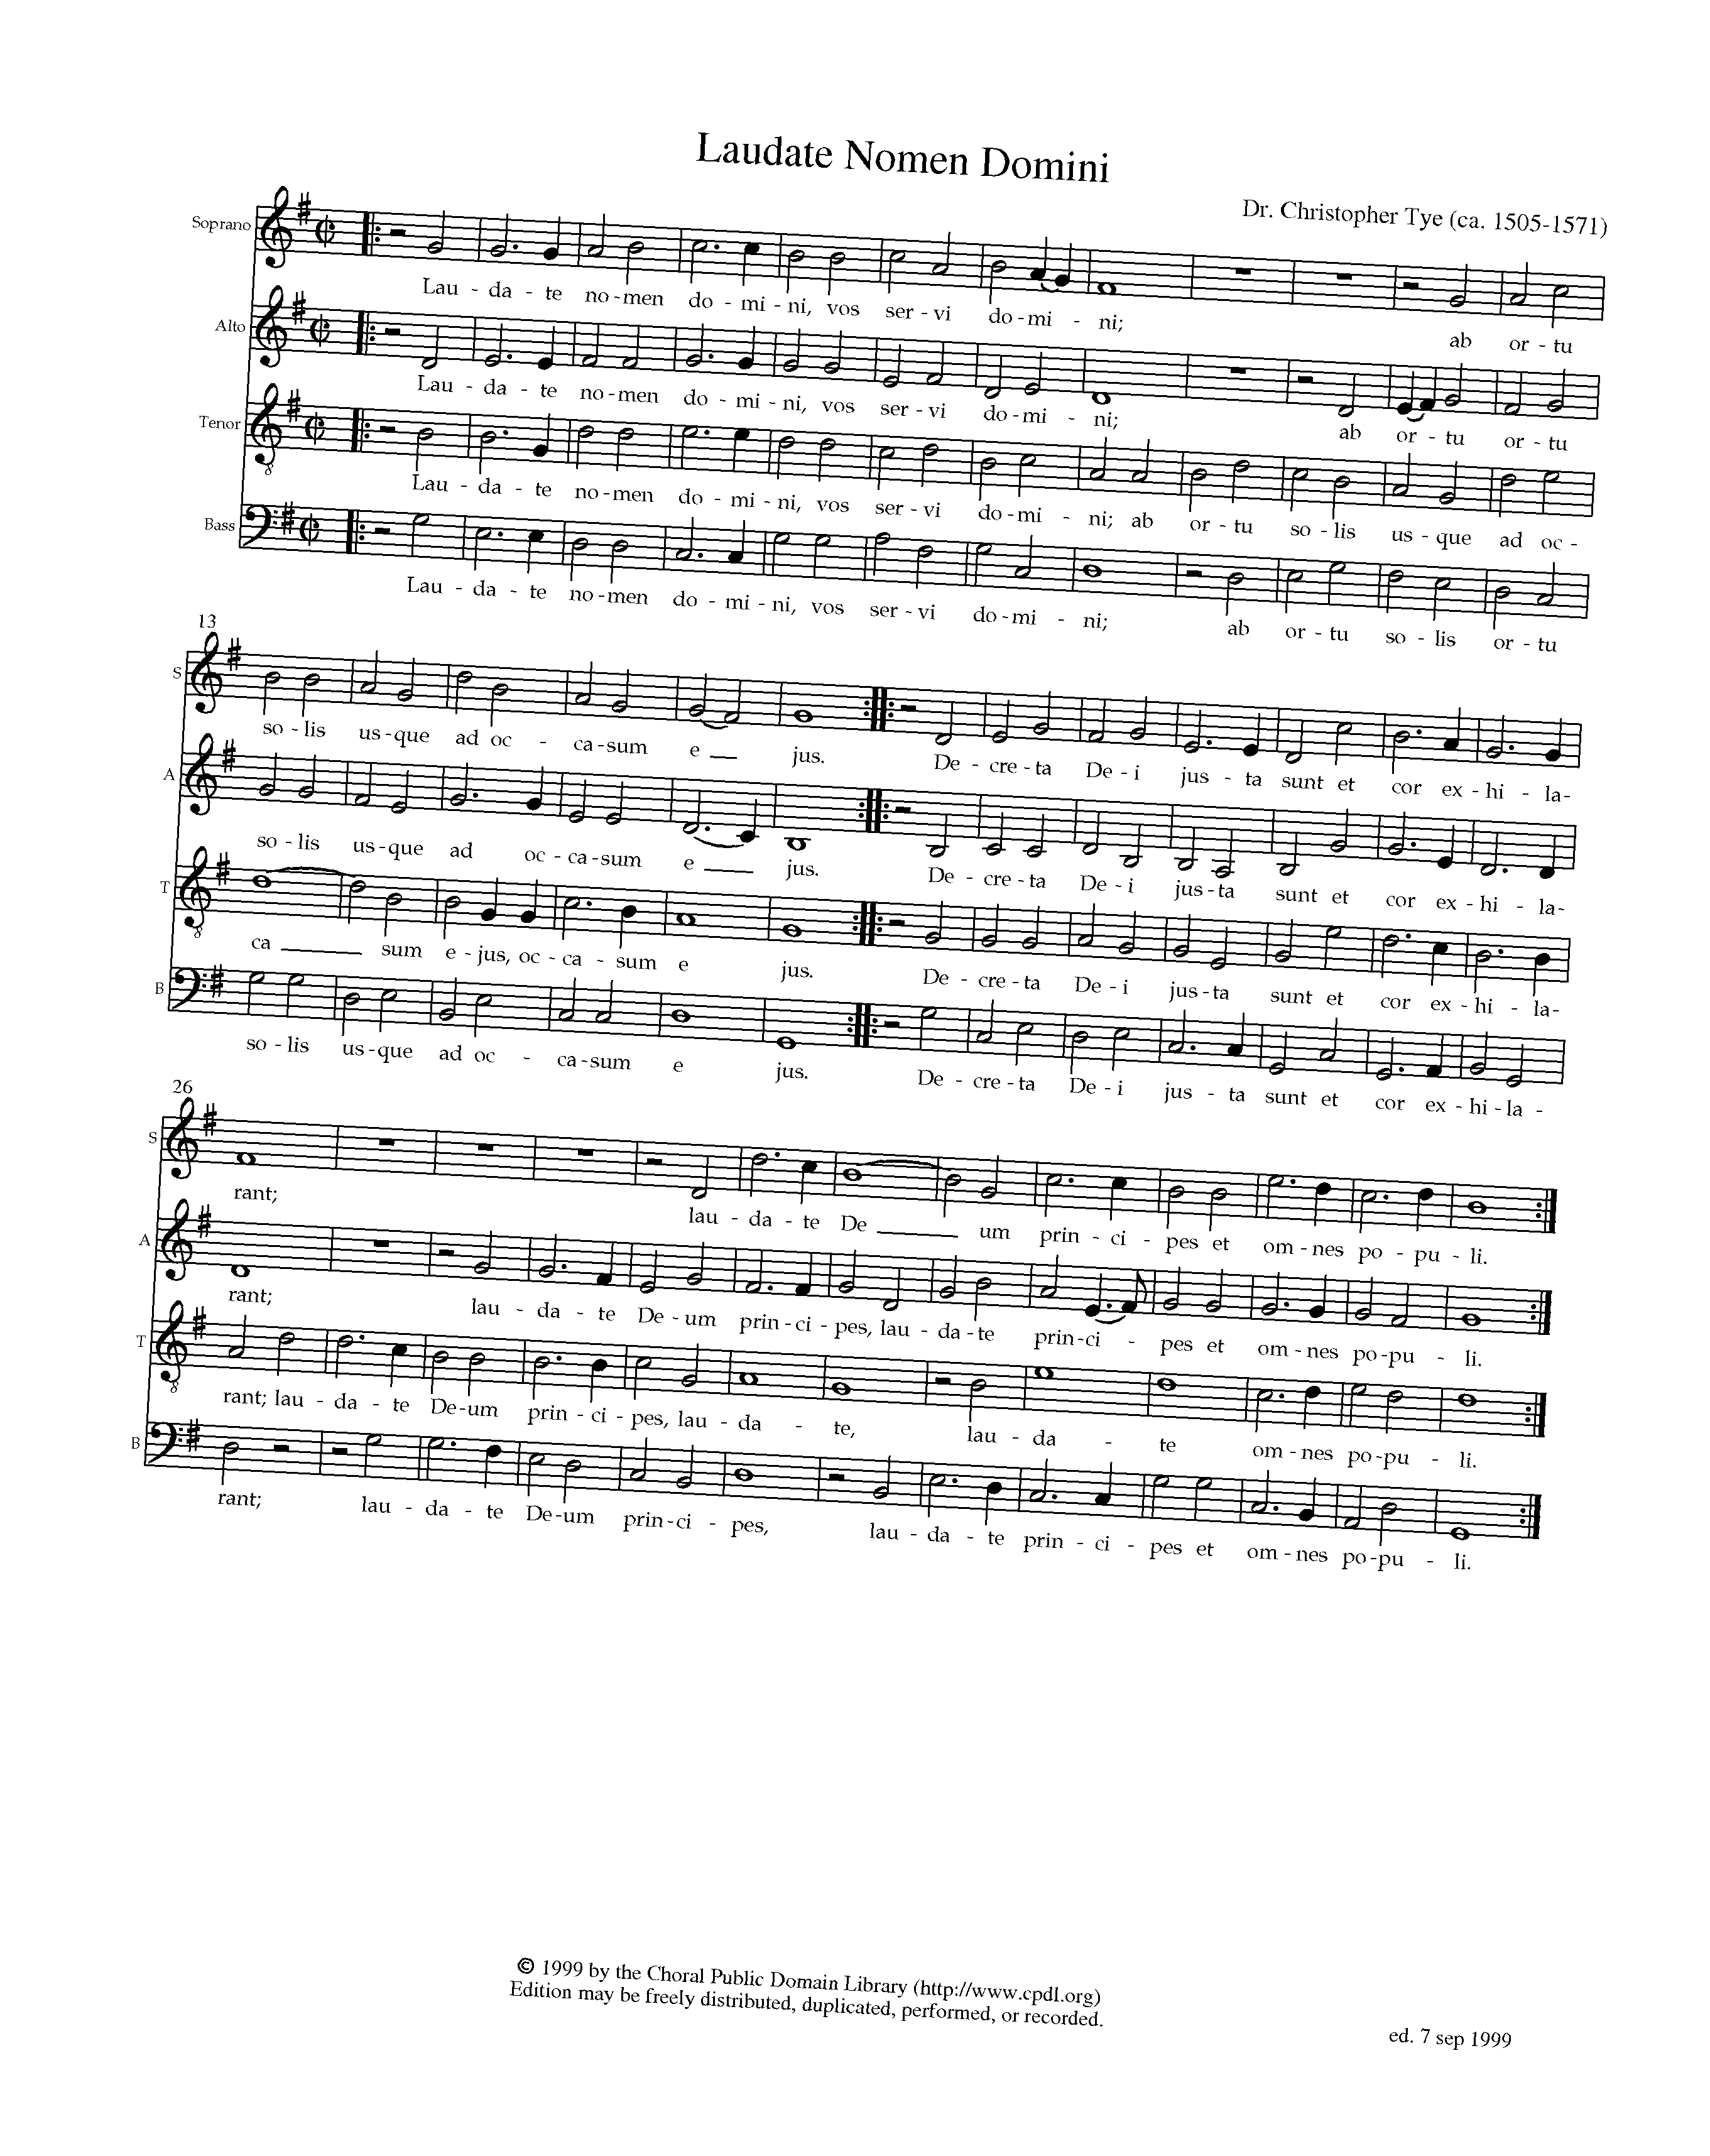 Laudate Nomen Domini
Dr. Christopher Tye (ca. 1505-1571)
Soprano
Lau - da - te no - men do - mi - ni, vos ser - vi do - mi - ni; ab or - tu
Alto
Lau - da - te no - men do - mi - ni, vos ser - vi do - mi - ni; ab or - tu or - tu
Tenor
8
Lau - da - te no - men do - mi - ni, vos ser - vi do - mi - ni; ab or - tu so - lis us - que ad oc -
Bass
Lau - da - te no - men do - mi - ni, vos ser - vi do - mi - ni; ab or - tu so - lis or - tu
13
S
so - lis us - que ad oc - ca - sum e jus. De - cre - ta De - i jus - ta sunt et cor ex - hi - la-
A
so - lis us - que ad oc - ca - sum e jus. De - cre - ta De - i jus - ta sunt et cor ex - hi - la-
T
8
ca sum e - jus, oc - ca - sum e jus. De - cre - ta De - i jus - ta sunt et cor ex - hi - la-
B
so - lis us - que ad oc - ca - sum e jus. De - cre - ta De - i jus - ta sunt et cor ex - hi - la -
26
S
rant; lau - da - te De um prin - ci - pes et om - nes po - pu - li.
A
rant; lau - da - te De - um prin - ci - pes, lau - da - te prin - ci - pes et om - nes po - pu - li.
T
8
rant; lau - da - te De - um prin - ci - pes, lau - da - te, lau - da - te om - nes po - pu - li.
B
rant; lau - da - te De - um prin - ci - pes, lau - da - te prin - ci - pes et om - nes po - pu - li.
© 1999 by the Choral Public Domain Library (http://www.cpdl.org)
Edition may be freely distributed, duplicated, performed, or recorded.
ed. 7 sep 1999